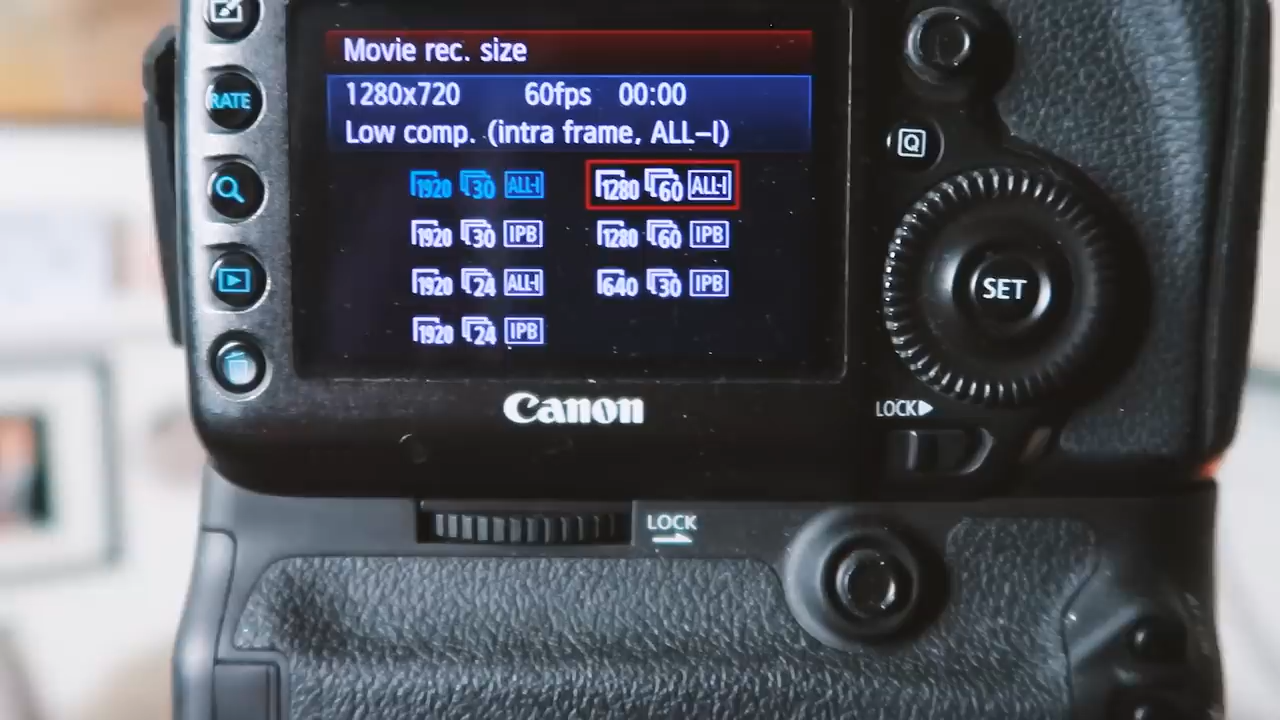 Movie rec. size
RATE
1280x720 60fps 00:00
Low comp. (intra frame, ALL-I)
Q
1920 30 ALL-I 1280 60 ALL-I
1920 30 IPB 1280 60 IPB
1920 24 ALL-I 640 30 IPB
1920 24 IPB
SET
Canon
LOCK▶
LOCK